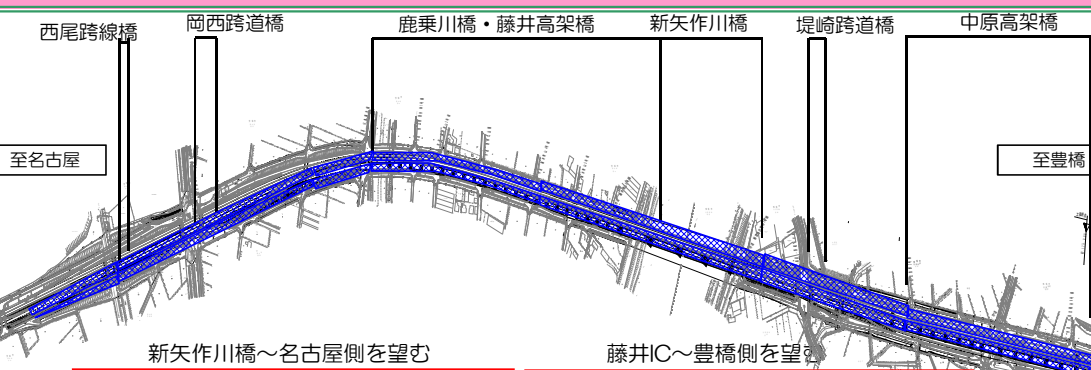 西尾跨線橋
岡西跨道橋
鹿乗川橋・藤井高架橋
新矢作川橋
堤崎跨道橋
中原高架橋
至名古屋
至豊橋
新矢作川橋～名古屋側を望む
藤井IC～豊橋側を望む